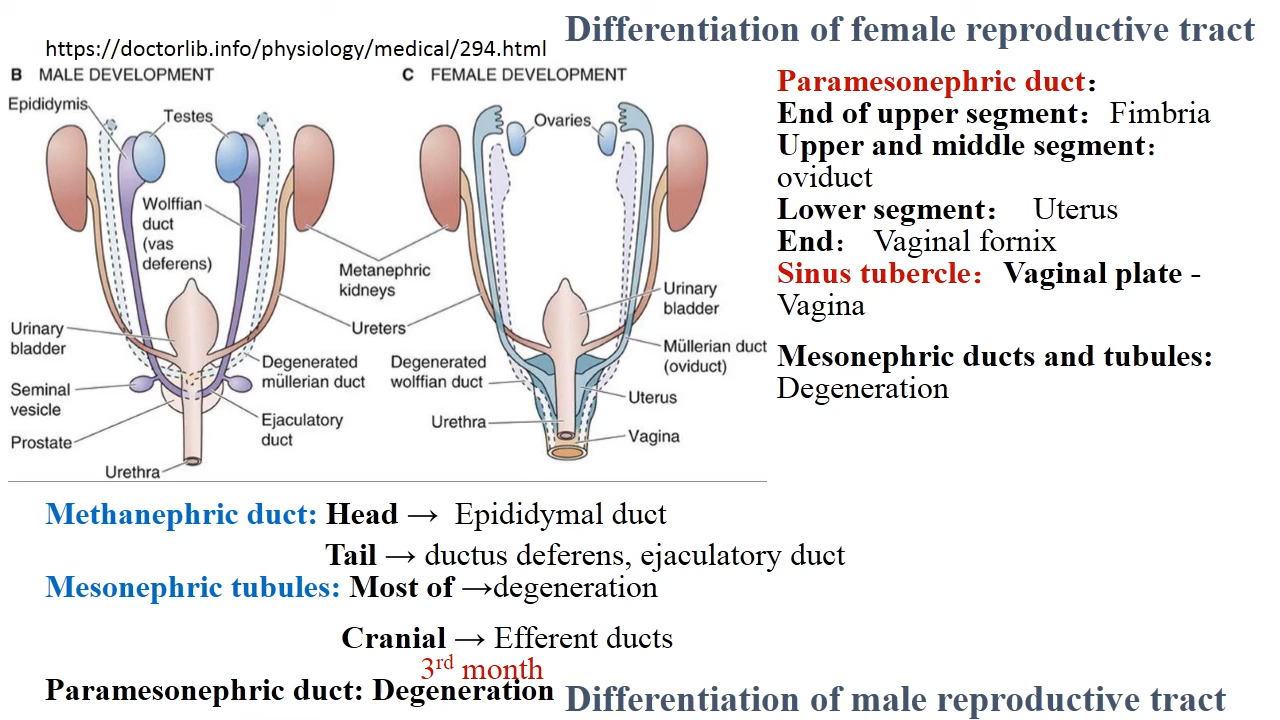 Differentiation of female reproductive tract
https://doctorlib.info/physiology/medical/294.html
B MALE DEVELOPMENT
Epididymis
Testes
Wolffian
duct
(vas
deferens)
Urinary
bladder
Seminal
vesicle
Prostate
Urethra
Degenerated
müllerian duct
Ejaculatory
duct
Metanephric
kidneys
Ureters
C FEMALE DEVELOPMENT
Ovaries
Urinary
bladder
Müllerian duct
(oviduct)
Degenerated
wolffian duct
Uterus
Urethra
Vagina
Paramesonephric duct：
End of upper segment： Fimbria
Upper and middle segment：
oviduct
Lower segment： Uterus
End： Vaginal fornix
Sinus tubercle： Vaginal plate -
Vagina
Mesonephric ducts and tubules:
Degeneration
Methanephric duct: Head → Epididymal duct
Tail → ductus deferens, ejaculatory duct
Mesonephric tubules: Most of →degeneration
Cranial → Efferent ducts
3rd month
Paramesonephric duct: Degeneration
Differentiation of male reproductive tract